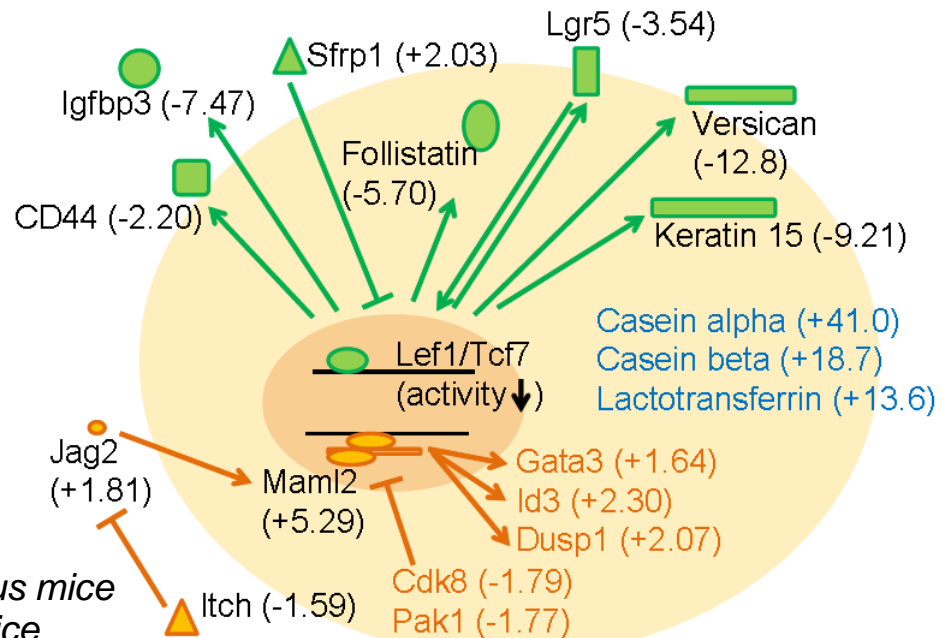 Lgr5 (-3.54)
Sfrp1 (+2.03)
Igfbp3 (-7.47)
Versican
(-12.8)
Follistatin
(-5.70)
CD44 (-2.20)
Keratin 15 (-9.21)
Casein alpha (+41.0)
Casein beta (+18.7)
Lactotransferrin (+13.6)
Lef1/Tcf7
(activity ↓)
Jag2
(+1.81)
Maml2
(+5.29)
Gata3 (+1.64)
Id3 (+2.30)
Dusp1 (+2.07)
Cdk8 (-1.79)
Pak1 (-1.77)
Itch (-1.59)
us mice
ice